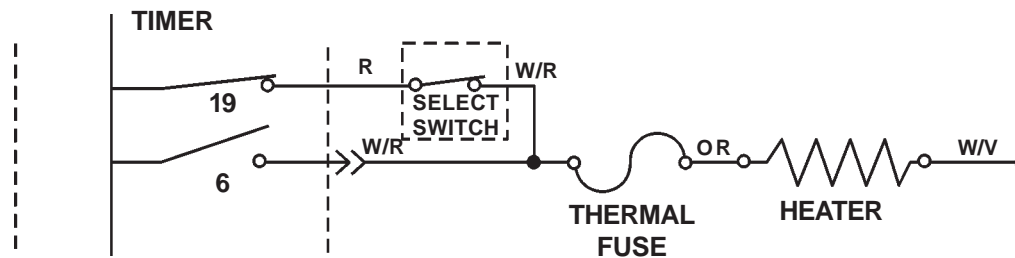 TIMER
R
W/R
19
SELECT
SWITCH
W/R
6
OR
W/V
THERMAL
FUSE
HEATER